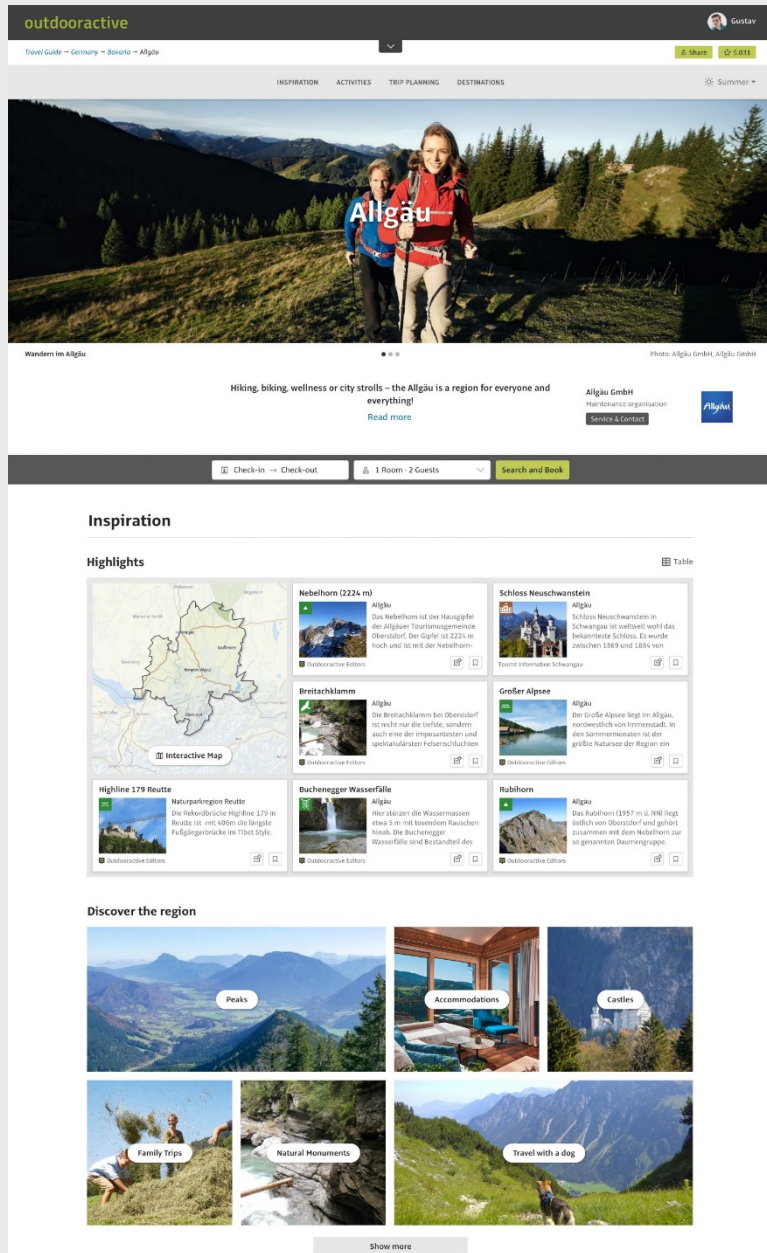 outdooractive
Gustav
Travel Guide → Germany → Bavaria → Allgäu
Share
5.031
INSPIRATION
ACTIVITIES
TRIP PLANNING
DESTINATIONS
Summer
Allgäu
Wandern im Allgäu
Photo: Allgäu GmbH, Allgäu GmbH
Hiking, biking, wellness or city strolls – the Allgäu is a region for everyone and
everything!
Read more
Allgäu GmbH
Maintenance organisation
Service & Contact
Allgäu
Check-in → Check-out
1 Room · 2 Guests
Search and Book
Inspiration
Highlights
Table
Interactive Map
Nebelhorn (2224 m)
Allgäu
Das Nebelhorn ist der Hausgipfel
der Allgäuer Tourismusgemeinde
Oberstdorf. Der Gipfel ist 2224 m
hoch und ist mit der Nebelhorn-
Outdooractive Editors
Schloss Neuschwanstein
Allgäu
Schloss Neuschwanstein in
Schwangau ist weltweit wohl das
bekannteste Schloss. Es wurde
zwischen 1869 und 1884 von
Tourist Information Schwangau
Breitachklamm
Allgäu
Die Breitachklamm bei Oberstdorf
ist nicht nur die tiefste, sondern
auch eine der imposantesten und
spektakulärsten Felsenschluchten
Outdooractive Editors
Großer Alpsee
Allgäu
Der Große Alpsee liegt im Allgäu,
nordwestlich von Immenstadt. In
den Sommermonaten ist der
größte Natursee der Region ein
Outdooractive Editors
Highline 179 Reutte
Naturparkregion Reutte
Die Rekordbrücke Highline 179 in
Reutte ist mit 406m die längste
Fußgängerbrücke im Tibet Style.
Outdooractive Editors
Buchenegger Wasserfälle
Allgäu
Hier stürzen die Wassermassen
etwa 5 m mit tosendem Rauschen
hinab. Die Buchenegger
Wasserfälle sind Bestandteil des
Outdooractive Editors
Rubihorn
Allgäu
Das Rubihorn (1957 m ü. NN) liegt
östlich von Oberstdorf und gehört
zusammen mit dem Nebelhorn zur
so genannten Daumengruppe.
Outdooractive Editors
Discover the region
Peaks
Accommodations
Castles
Family Trips
Natural Monuments
Travel with a dog
Show more